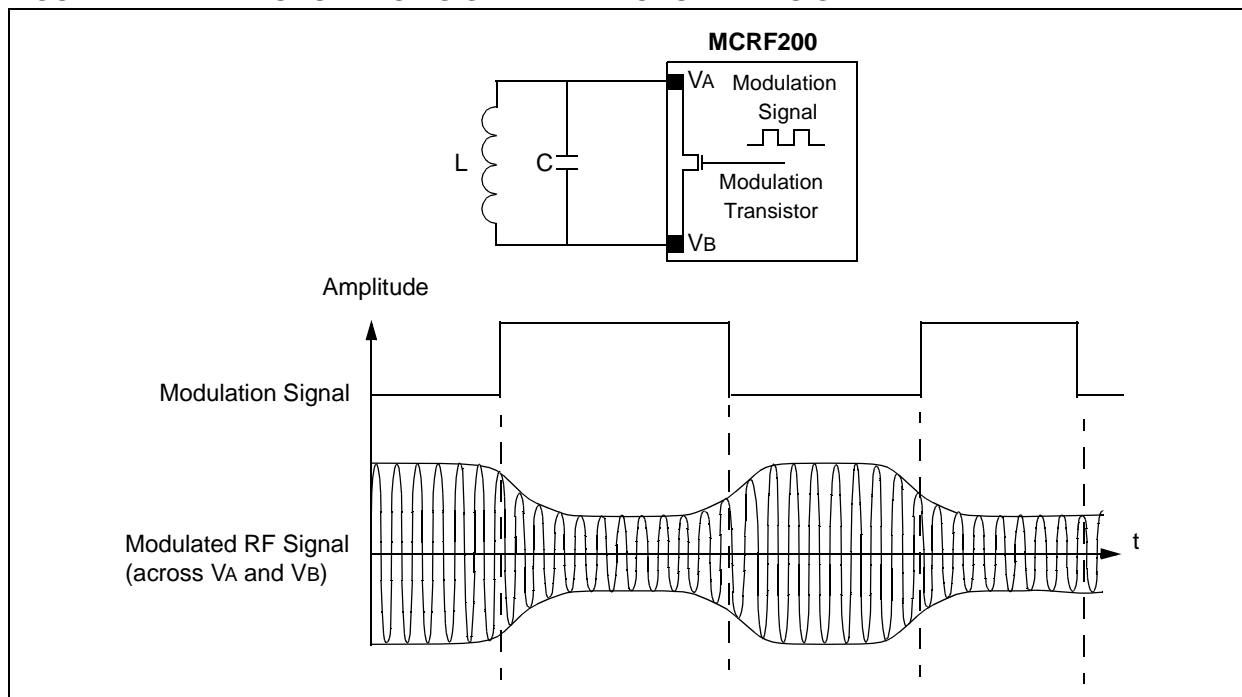 MCRF200
VA
Modulation
Signal
L
C
Modulation
Transistor
VB
Amplitude
Modulation Signal
Modulated RF Signal
(across VA and VB)
t